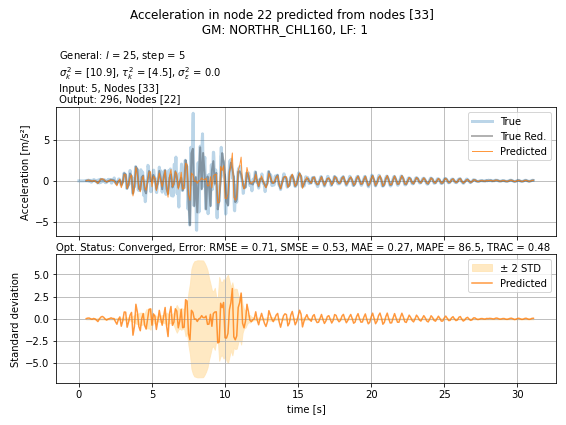 Acceleration in node 22 predicted from nodes [33]
GM: NORTHR_CHL160, LF: 1
General: l = 25, step = 5
σ²ₖ = [10.9], τ²ₖ = [4.5], σ²ε = 0.0
Input: 5, Nodes [33]
Output: 296, Nodes [22]
Acceleration [m/s²]
5
0
−5
True
True Red.
Predicted
Opt. Status: Converged, Error: RMSE = 0.71, SMSE = 0.53, MAE = 0.27, MAPE = 86.5, TRAC = 0.48
Standard deviation
5.0
2.5
0.0
−2.5
−5.0
± 2 STD
Predicted
0 5 10 15 20 25 30
time [s]